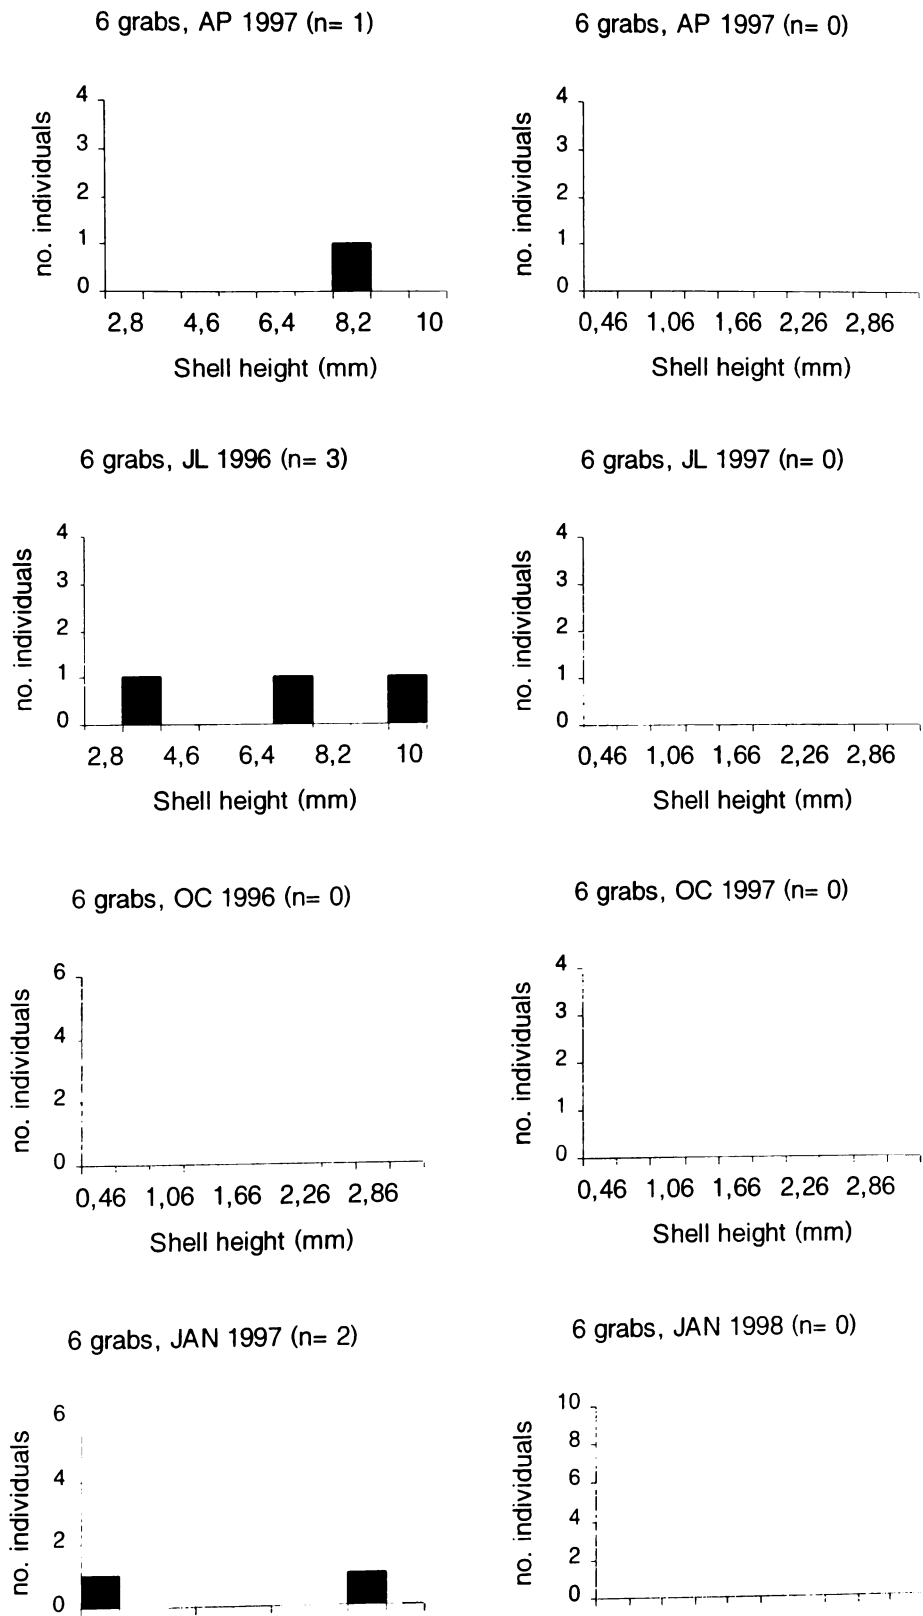 6 grabs, AP 1997 (n= 1)
4
3
2
1
0
no. individuals
2,8 4,6 6,4 8,2 10
Shell height (mm)
6 grabs, AP 1997 (n= 0)
4
3
2
1
0
no. individuals
0,46 1,06 1,66 2,26 2,86
Shell height (mm)
6 grabs, JL 1996 (n= 3)
4
3
2
1
0
no. individuals
2,8 4,6 6,4 8,2 10
Shell height (mm)
6 grabs, JL 1997 (n= 0)
4
3
2
1
0
no. individuals
0,46 1,06 1,66 2,26 2,86
Shell height (mm)
6 grabs, OC 1996 (n= 0)
6
4
2
0
no. individuals
0,46 1,06 1,66 2,26 2,86
Shell height (mm)
6 grabs, OC 1997 (n= 0)
4
3
2
1
0
no. individuals
0,46 1,06 1,66 2,26 2,86
Shell height (mm)
6 grabs, JAN 1997 (n= 2)
6
4
2
0
no. individuals
6 grabs, JAN 1998 (n= 0)
10
8
6
4
2
0
no. individuals